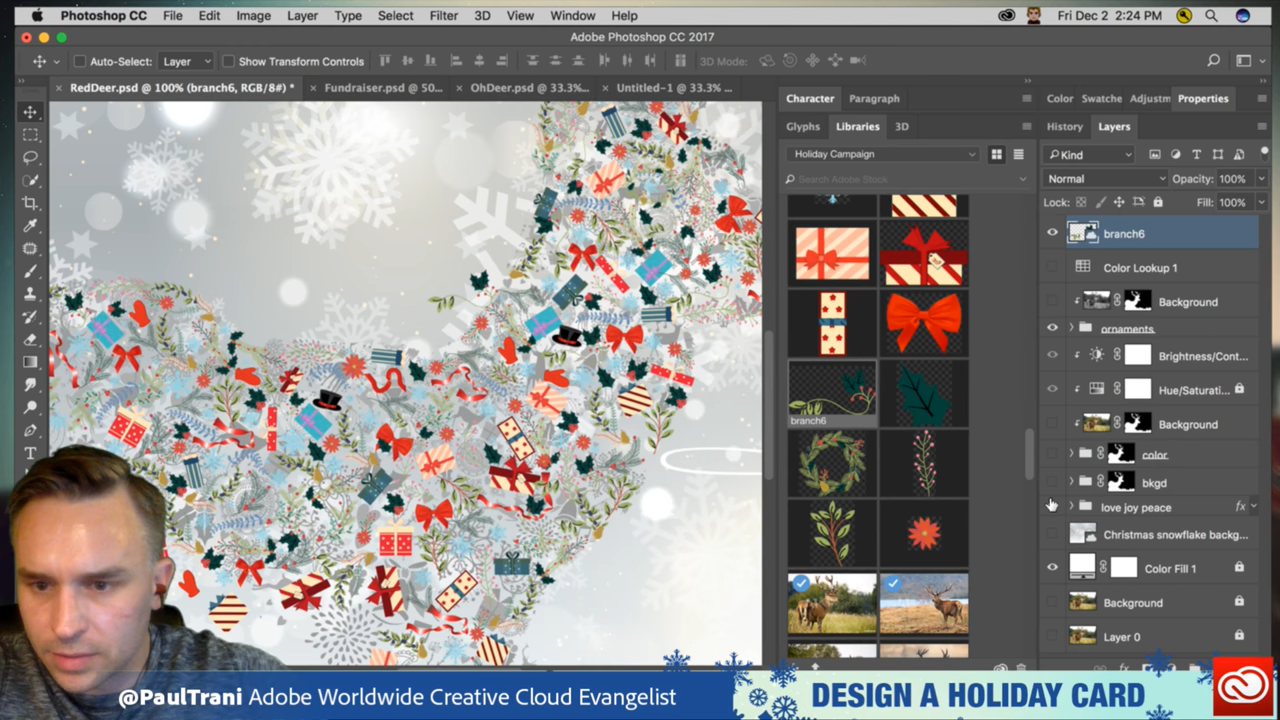 Photoshop CC File Edit Image Layer Type Select Filter 3D View Window Help Fri Dec 2 2:24 PM
Adobe Photoshop CC 2017
Auto-Select: Layer Show Transform Controls 3D Mode:
RedDeer.psd @ 100% (branch6, RGB/8#) * Fundraiser.psd @ 50... OhDeer.psd @ 33.3%... Untitled-1 @ 33.3% ...
Character Paragraph
Glyphs Libraries 3D
Holiday Campaign
Search Adobe Stock
branch6
Color Swatche Adjustm Properties
History Layers
Kind
Normal Opacity: 100%
Lock: Fill: 100%
branch6
Color Lookup 1
Background
ornaments
Brightness/Cont...
Hue/Saturati...
Background
color
bkgd
love joy peace fx
Christmas snowflake backg...
Color Fill 1
Background
Layer 0
@PaulTrani Adobe Worldwide Creative Cloud Evangelist
DESIGN A HOLIDAY CARD